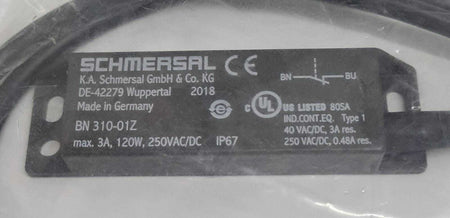 SCHMERSAL CE
K.A. Schmersal GmbH & Co. KG
DE-42279 Wuppertal 2018
Made in Germany
BN 310-01Z
max. 3A, 120W, 250VAC/DC IP67
BN BU
c UL US LISTED 80SA
IND.CONT.EQ. Type 1
40 VAC/DC, 3A res.
250 VAC/DC, 0.48A res.